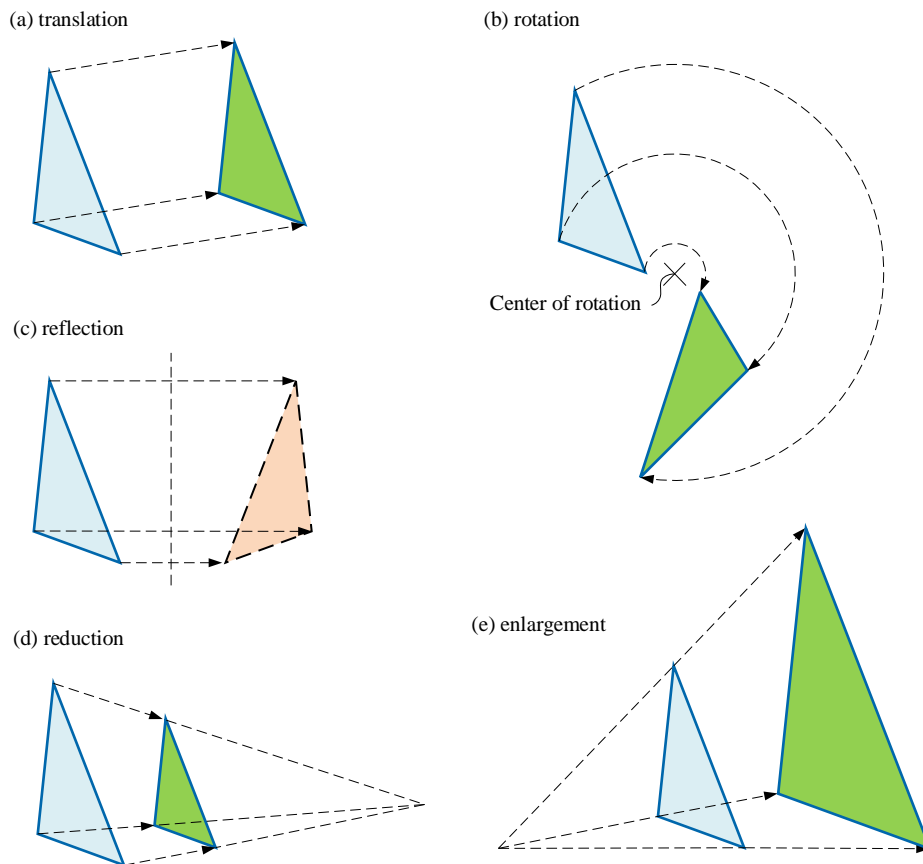 (a) translation
(b) rotation
Center of rotation
(c) reflection
(d) reduction
(e) enlargement